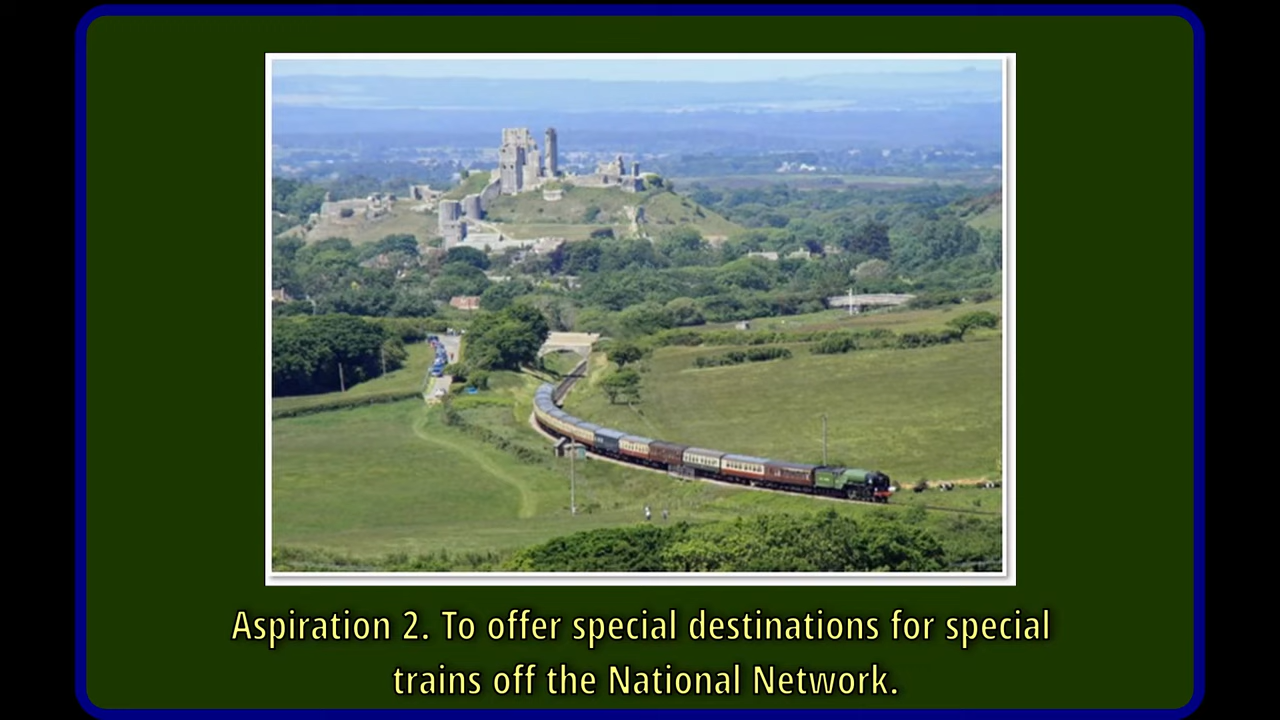 Aspiration 2. To offer special destinations for special
trains off the National Network.